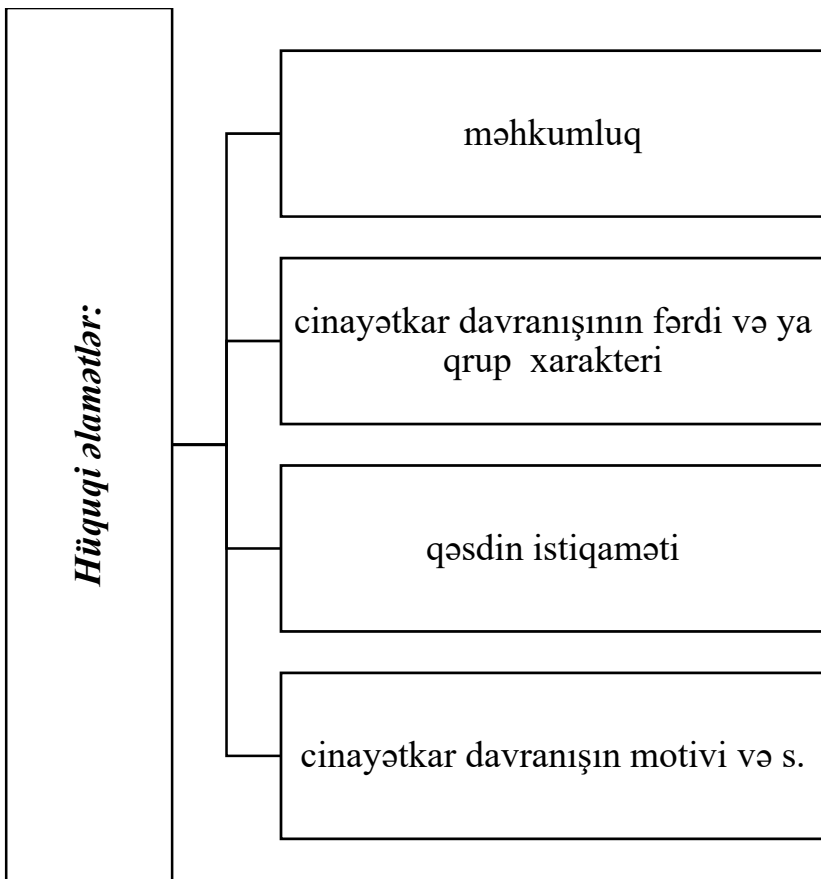 Hüquqi əlamətlər:
məhkumluq
cinayətkar davranışının fərdi və ya
qrup xarakteri
qəsdin istiqaməti
cinayətkar davranışın motivi və s.